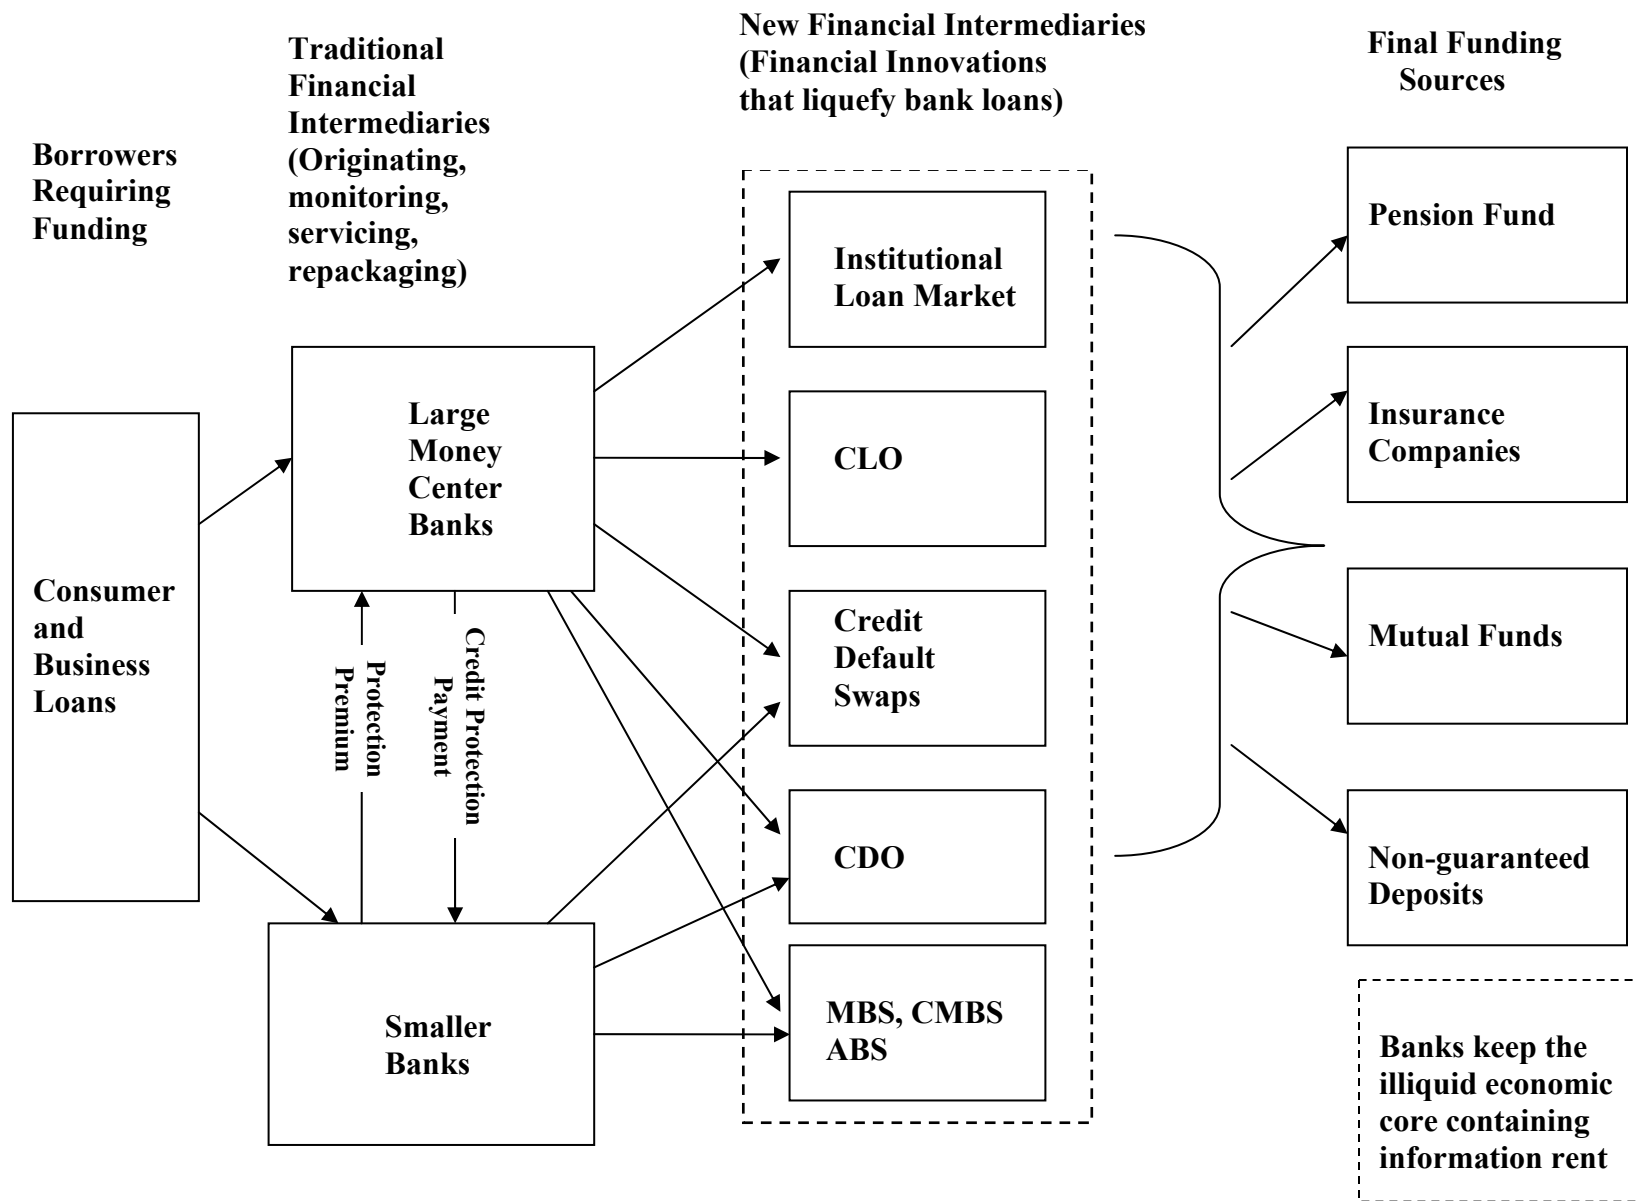 Borrowers
Requiring
Funding
Traditional
Financial
Intermediaries
(Originating,
monitoring,
servicing,
repackaging)
New Financial Intermediaries
(Financial Innovations
that liquefy bank loans)
Final Funding
Sources
Consumer
and
Business
Loans
Large
Money
Center
Banks
Protection
Premium
Credit Protection
Payment
Smaller
Banks
Institutional
Loan Market
CLO
Credit
Default
Swaps
CDO
MBS, CMBS
ABS
Pension Fund
Insurance
Companies
Mutual Funds
Non-guaranteed
Deposits
Banks keep the
illiquid economic
core containing
information rent